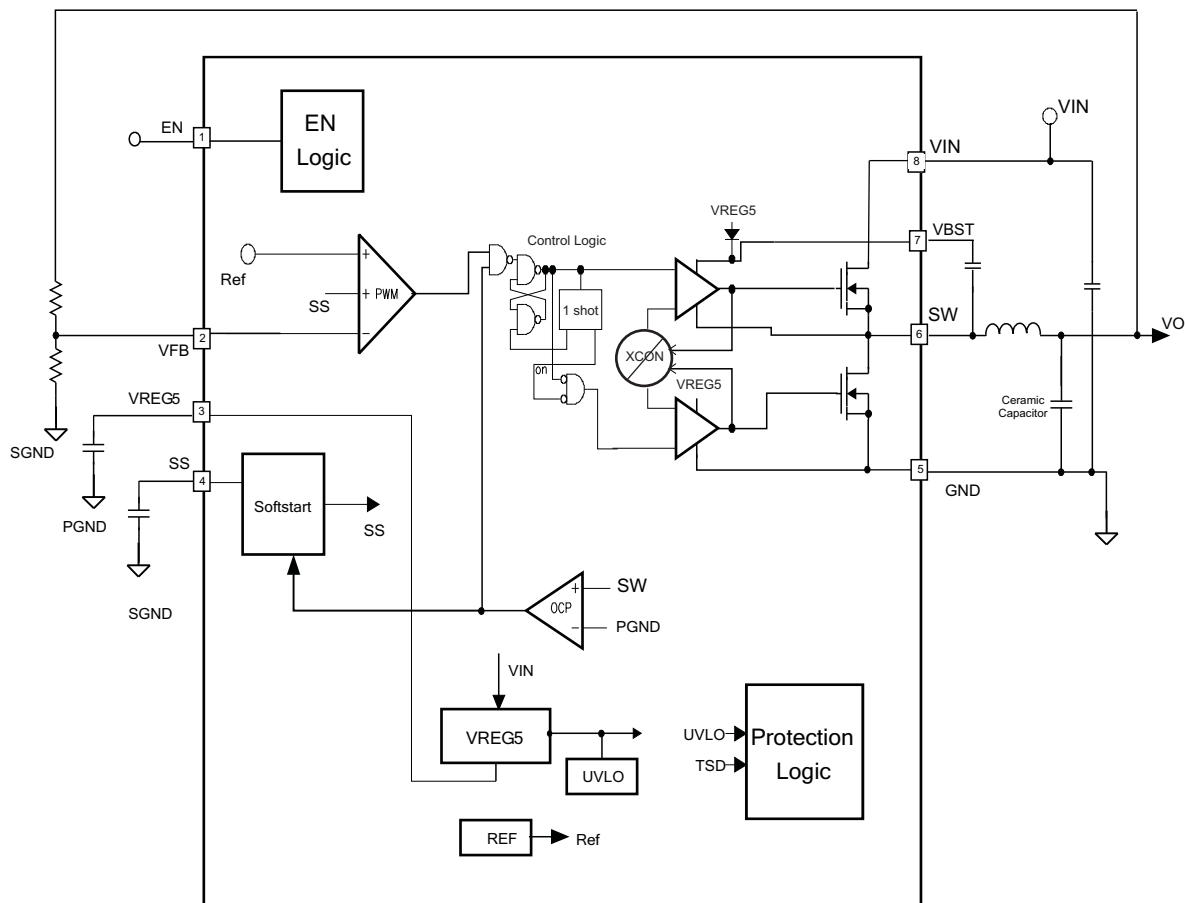 EN
1
EN
Logic
VIN
VIN
8
VREG5
VBST
7
Control Logic
Ref
+
SS
+
PWM
−
1 shot
VFB
2
XCON
on
VREG5
SW
6
VO
Ceramic
Capacitor
VREG5
3
SGND
SS
4
Softstart
SS
5
GND
PGND
SGND
+
SW
OCP
−
PGND
VIN
VREG5
UVLO
UVLO
TSD
Protection
Logic
REF
Ref